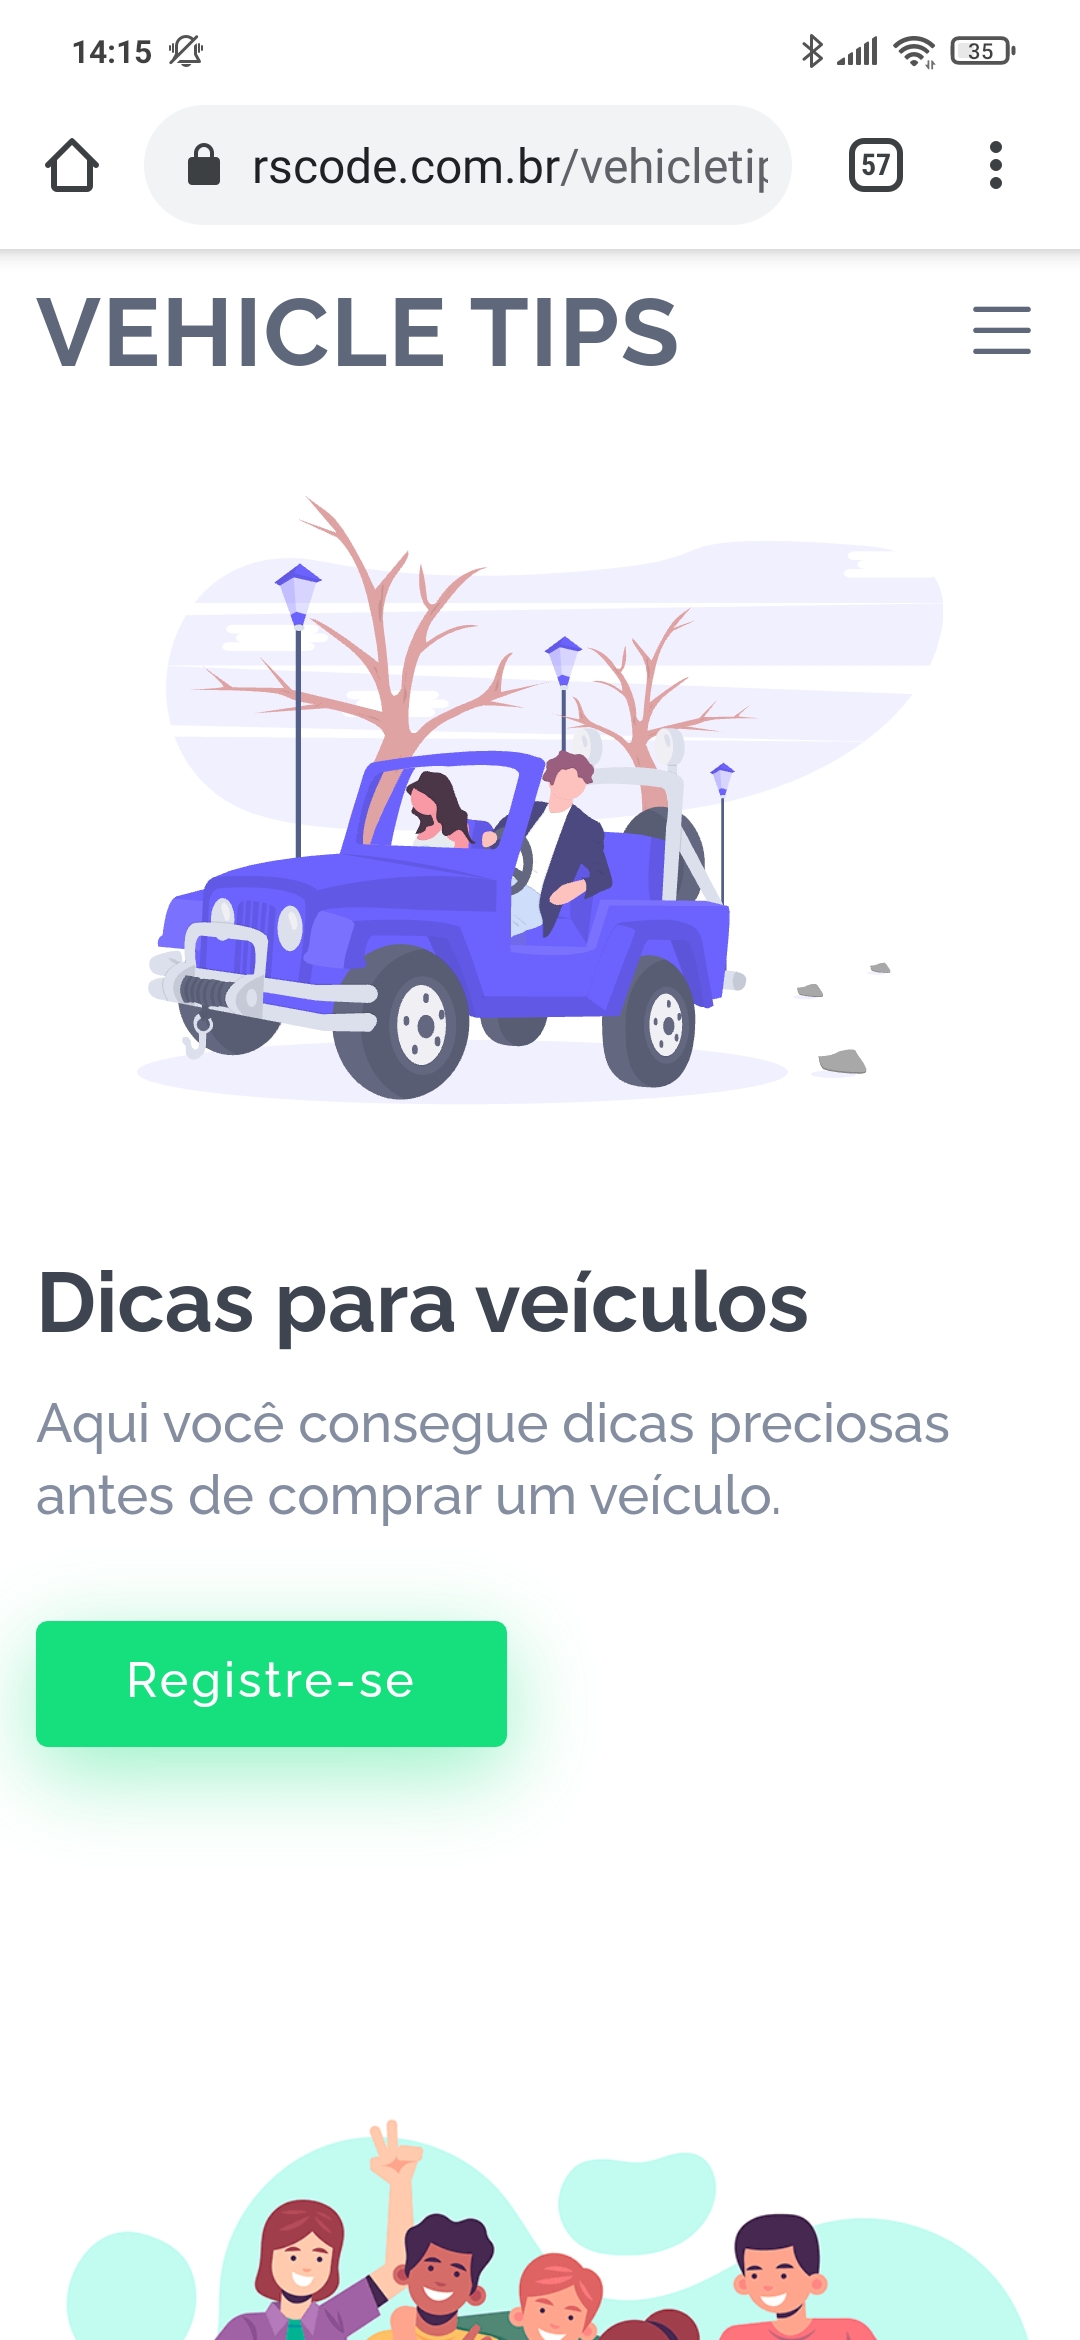 14:15
35
rscode.com.br/vehicletip
57
VEHICLE TIPS
Dicas para veículos
Aqui você consegue dicas preciosas
antes de comprar um veículo.
Registre-se